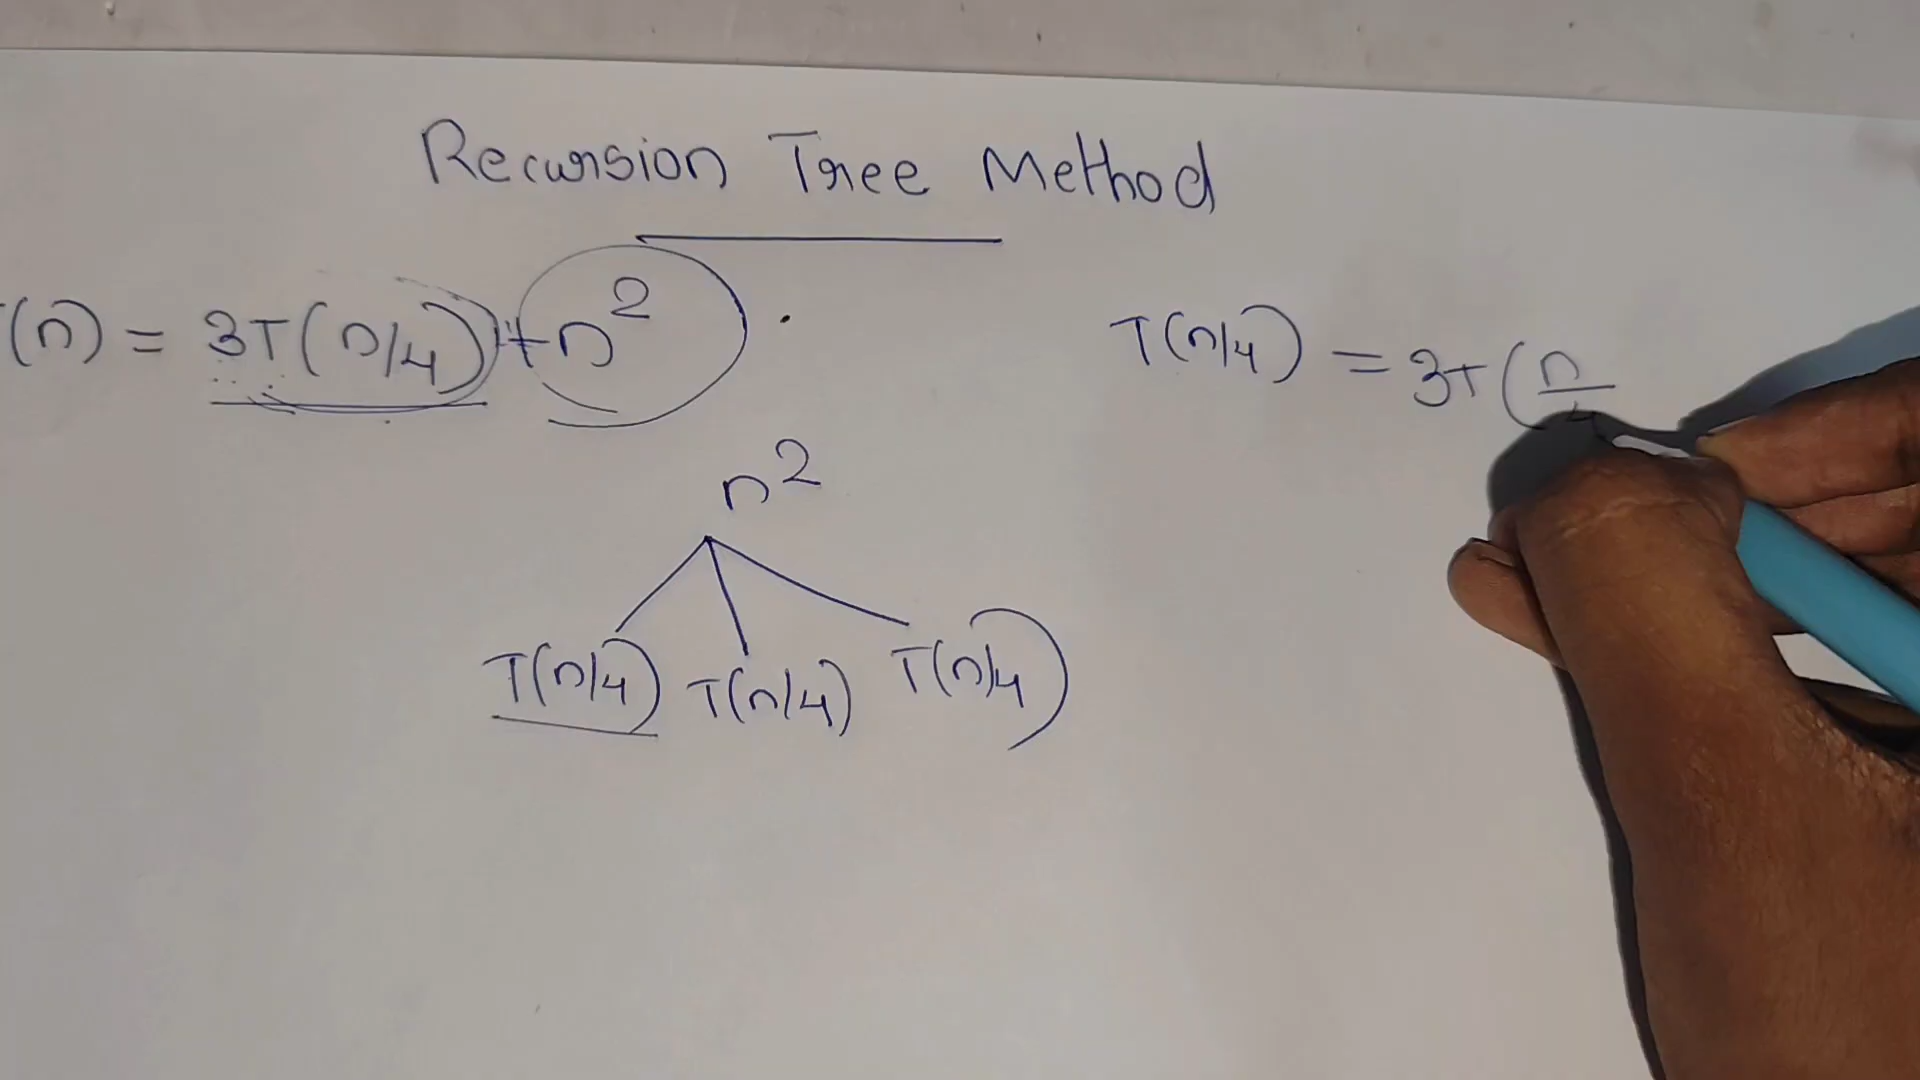 Recursion Tree Method
(n) = 3T(n/4) + n²
T(n/4) = 3T(n
n²
T(n/4) T(n/4) T(n/4)